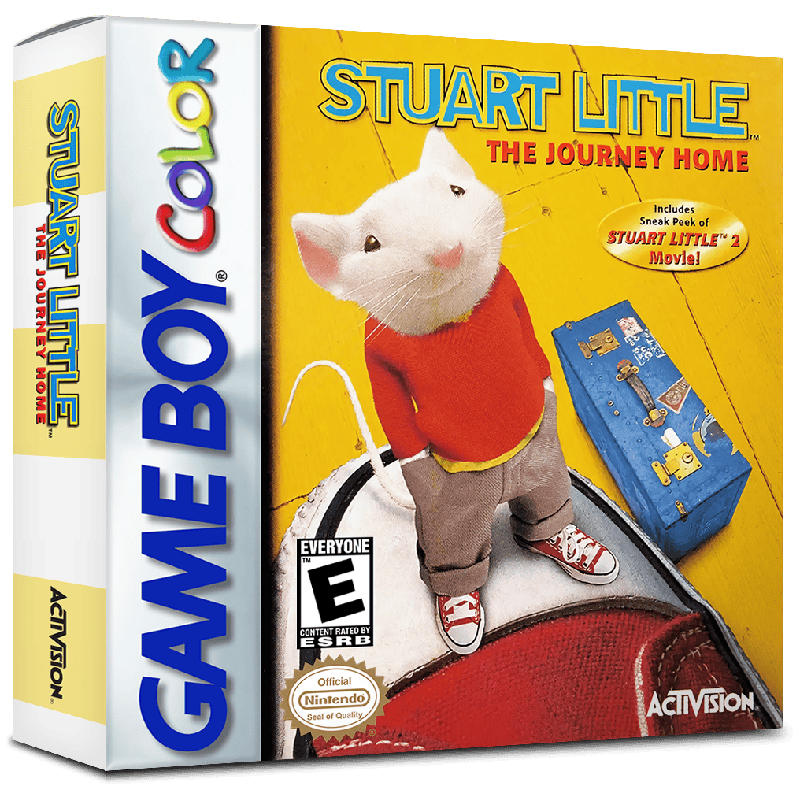 STUART LITTLE
THE JOURNEY HOME
ACTIVISION®
GAME BOY® COLOR
STUART LITTLE™
THE JOURNEY HOME
Includes
Sneak Peek of
STUART LITTLE™ 2
Movie!
EVERYONE
™
E
CONTENT RATED BY
ESRB
Official
Nintendo
Seal of Quality
ACTIVISION